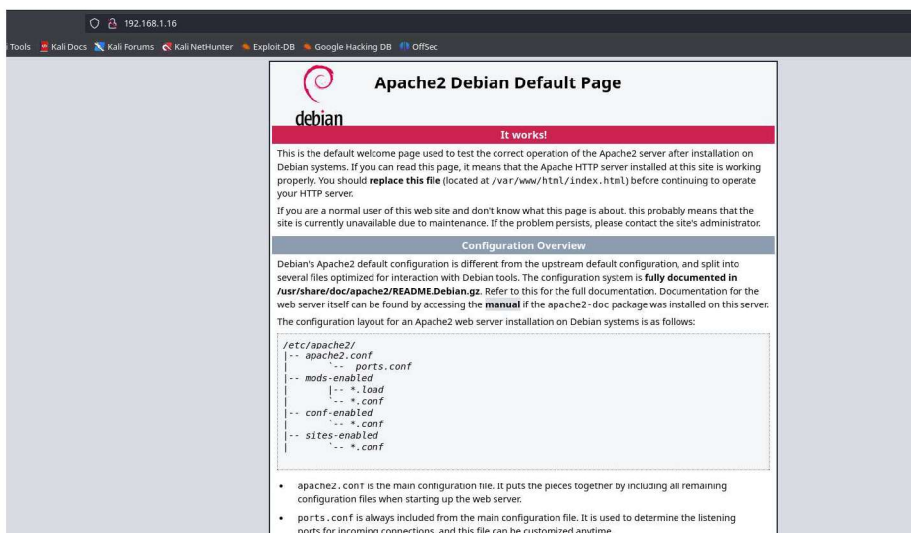 192.168.1.16
Tools Kali Docs Kali Forums Kali NetHunter Exploit-DB Google Hacking DB OffSec
debian
Apache2 Debian Default Page
It works!
This is the default welcome page used to test the correct operation of the Apache2 server after installation on
Debian systems. If you can read this page, it means that the Apache HTTP server installed at this site is working
properly. You should replace this file (located at /var/www/html/index.html) before continuing to operate
your HTTP server.
If you are a normal user of this web site and don't know what this page is about, this probably means that the
site is currently unavailable due to maintenance. If the problem persists, please contact the site's administrator.
Configuration Overview
Debian's Apache2 default configuration is different from the upstream default configuration, and split into
several files optimized for interaction with Debian tools. The configuration system is fully documented in
/usr/share/doc/apache2/README.Debian.gz. Refer to this for the full documentation. Documentation for the
web server itself can be found by accessing the manual if the apache2-doc package was installed on this server.
The configuration layout for an Apache2 web server installation on Debian systems is as follows:
/etc/apache2/
|-- apache2.conf
|       `--  ports.conf
|-- mods-enabled
|       |-- *.load
|       `-- *.conf
|-- conf-enabled
|       `-- *.conf
|-- sites-enabled
|       `-- *.conf
• apache2.conf is the main configuration file. It puts the pieces together by including all remaining
configuration files when starting up the web server.
• ports.conf is always included from the main configuration file. It is used to determine the listening
ports for incoming connections, and this file can be customized anytime.